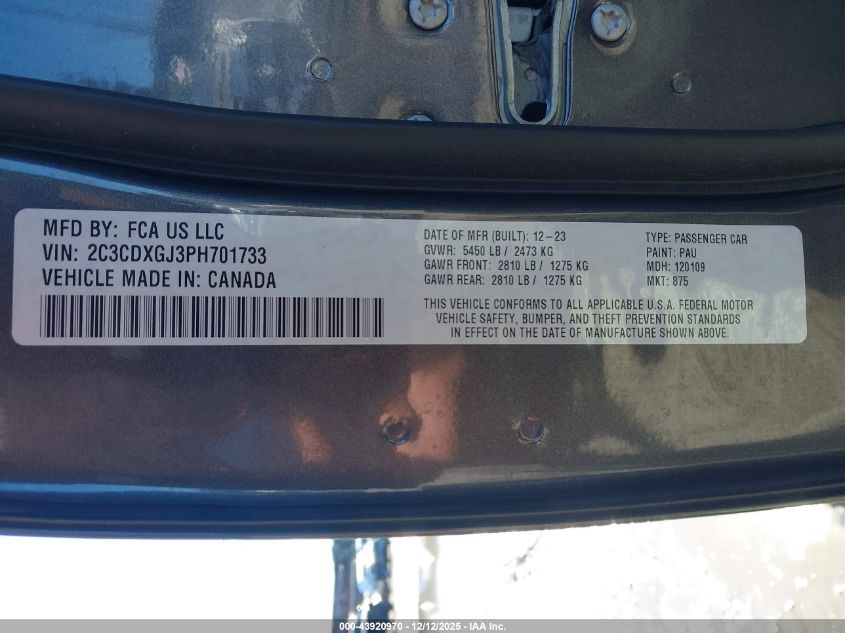 MFD BY: FCA US LLC
VIN: 2C3CDXGJ3PH701733
VEHICLE MADE IN: CANADA
DATE OF MFR (BUILT): 12-23
GVWR: 5450 LB / 2473 KG
GAWR FRONT: 2810 LB / 1275 KG
GAWR REAR: 2810 LB / 1275 KG
TYPE: PASSENGER CAR
PAINT: PAU
MDH: 120109
MKT: 875
THIS VEHICLE CONFORMS TO ALL APPLICABLE U.S.A. FEDERAL MOTOR
VEHICLE SAFETY, BUMPER, AND THEFT PREVENTION STANDARDS
IN EFFECT ON THE DATE OF MANUFACTURE SHOWN ABOVE.
000-43920970 - 12/12/2025 - IAA Inc.